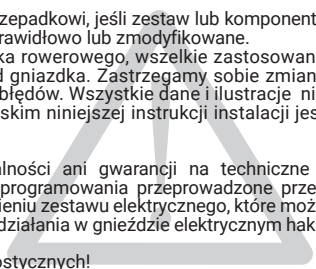 zepadkowi, jeśli zestaw lub komponent
rawidłowo lub zmodyfikowane.
ka rowerowego, wszelkie zastosowan
d gniazdka. Zastrzegamy sobie zmian
błędów. Wszystkie dane i ilustracje ni
skim niniejszej instrukcji instalacji jes
alności ani gwarancji na techniczne
programowania przeprowadzone prze
ieniu zestawu elektrycznego, które moż
działania w gnieździe elektrycznym hak
ostycznych!